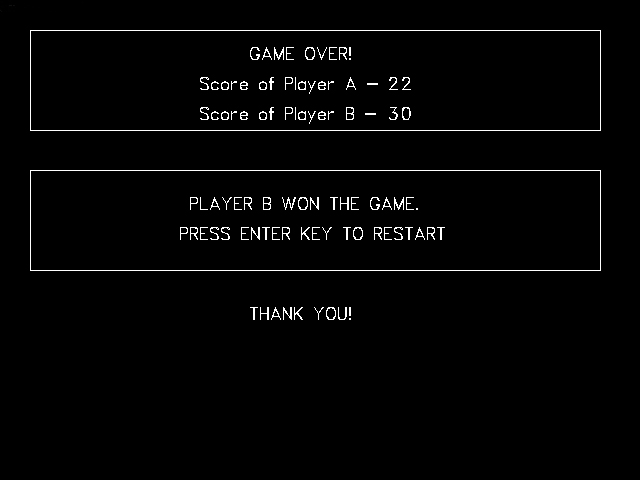 GAME OVER!
Score of Player A - 22
Score of Player B - 30
PLAYER B WON THE GAME.
PRESS ENTER KEY TO RESTART
THANK YOU!